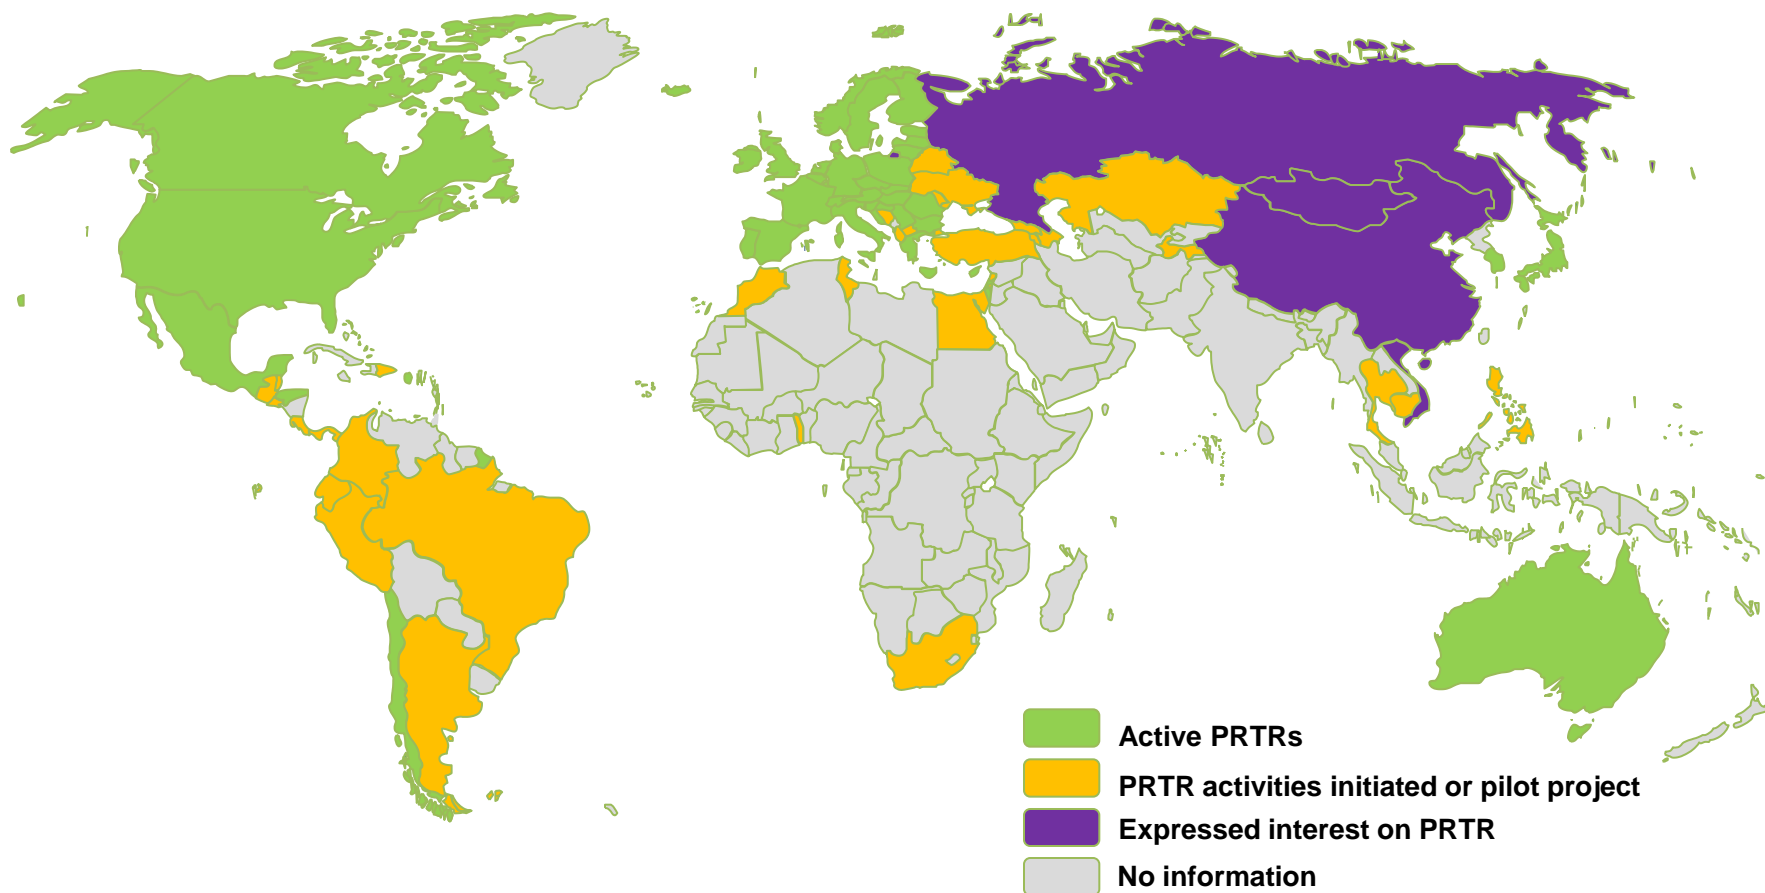 Active PRTRs
PRTR activities initiated or pilot project
Expressed interest on PRTR
No information